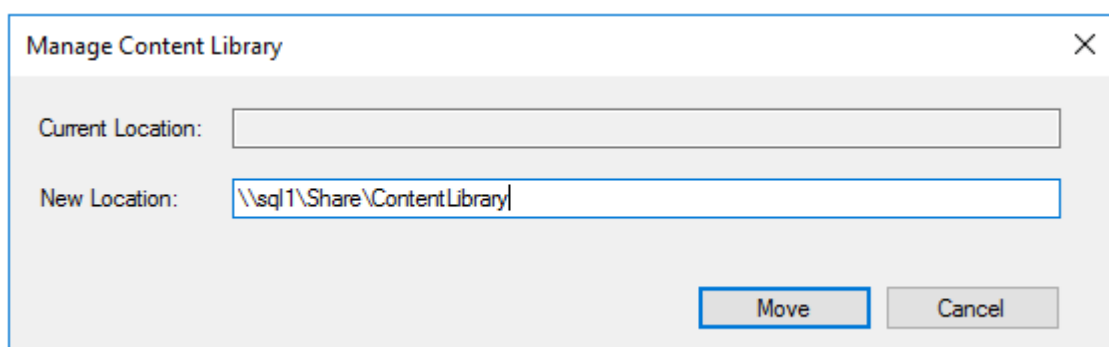 Manage Content Library
Current Location:
New Location: \\sql1\Share\ContentLibrary
Move Cancel